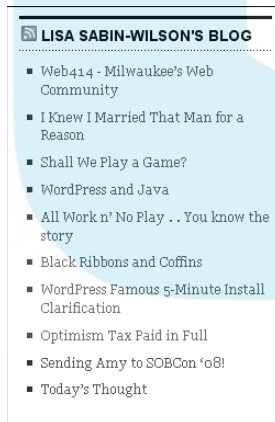 LISA SABIN-WILSON'S BLOG
Web414 - Milwaukee's Web
Community
I Knew I Married That Man for a
Reason
Shall We Play a Game?
WordPress and Java
All Work n' No Play . . You know the
story
Black Ribbons and Coffins
WordPress Famous 5-Minute Install
Clarification
Optimism Tax Paid in Full
Sending Amy to SOBCon '08!
Today's Thought